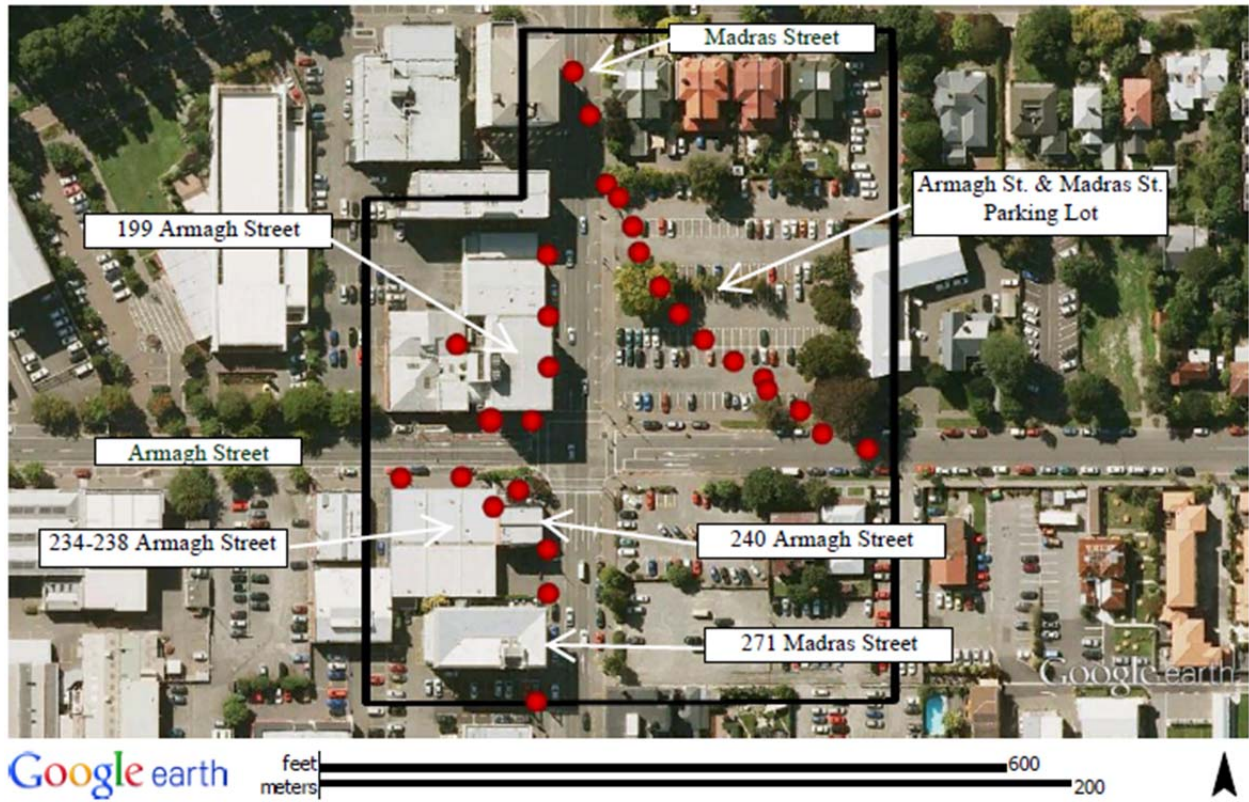 Madras Street
Armagh St. & Madras St.
Parking Lot
199 Armagh Street
Armagh Street
234-238 Armagh Street
240 Armagh Street
271 Madras Street
Google earth
Google earth
feet
600
meters
200